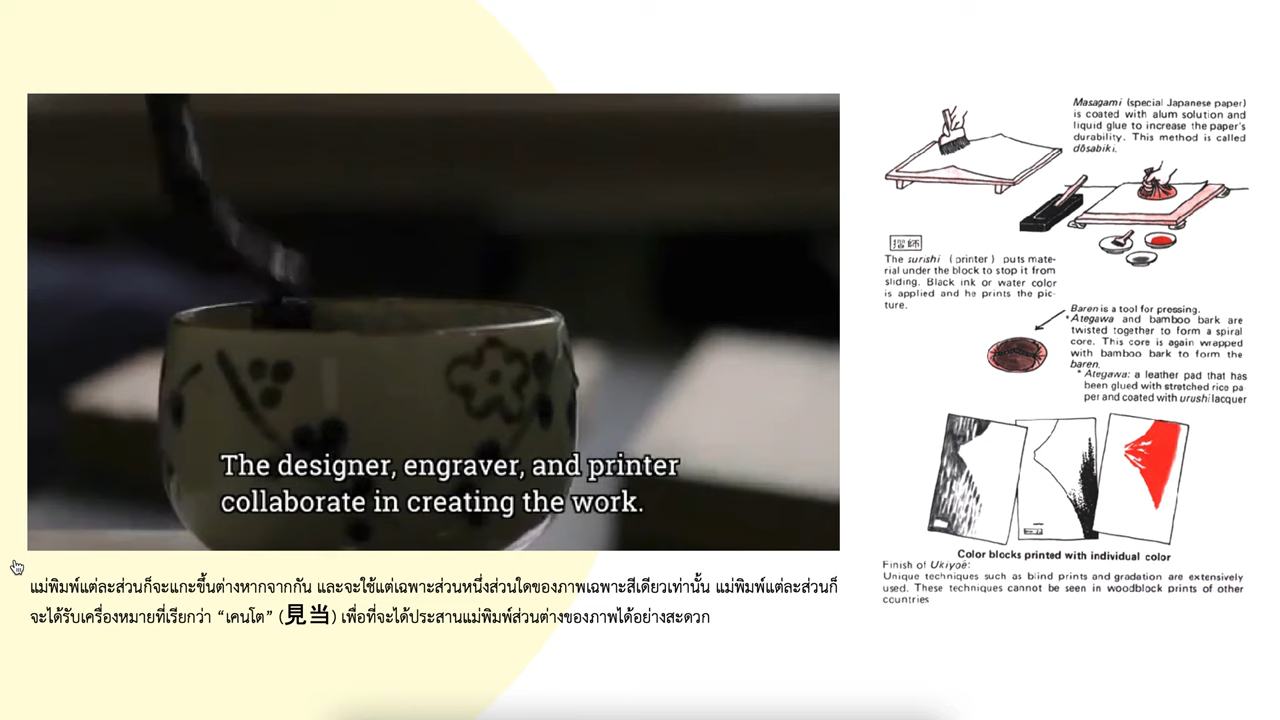 The designer, engraver, and printer
collaborate in creating the work.
แม่พิมพ์แต่ละส่วนก็จะแกะขึ้นต่างหากจากกัน และจะใช้แต่เฉพาะส่วนหนึ่งส่วนใดของภาพเฉพาะสีเดียวเท่านั้น แม่พิมพ์แต่ละส่วนก็
จะได้รับเครื่องหมายที่เรียกว่า “เคนโต” (見当) เพื่อที่จะได้ประสานแม่พิมพ์ส่วนต่างของภาพได้อย่างสะดวก
Masagami (special Japanese paper)
is coated with alum solution and
liquid glue to increase the paper's
durability. This method is called
dōsabiki.
摺師
The surishi (printer) puts mate-
rial under the block to stop it from
sliding. Black ink or water color
is applied and he prints the pic-
ture.
Baren is a tool for pressing.
*Ategawa and bamboo bark are
twisted together to form a spiral
core. This core is again wrapped
with bamboo bark to form the
baren.
* Ategawa: a leather pad that has
been glued with stretched rice pa
per and coated with urushi lacquer
Color blocks printed with individual color
Finish of Ukiyoē:
Unique techniques such as blind prints and gradation are extensively
used. These techniques cannot be seen in woodblock prints of other
countries